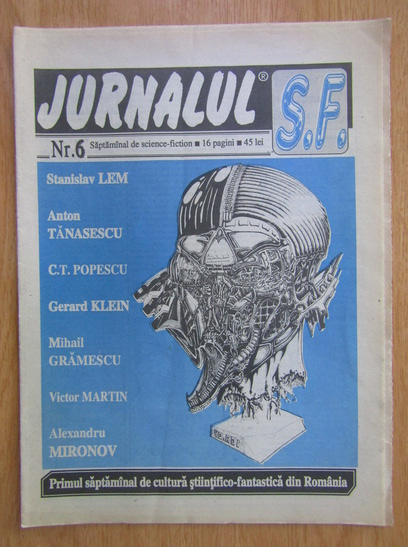 JURNALUL®
S.F.
Nr.6 Săptămînal de science-fiction ■ 16 pagini ■ 45 lei
Stanislav LEM
Anton
TĂNASESCU
C.T. POPESCU
Gerard KLEIN
Mihail
GRĂMESCU
Victor MARTIN
Alexandru
MIRONOV
Primul săptămînal de cultură ştiinţifico-fantastică din România